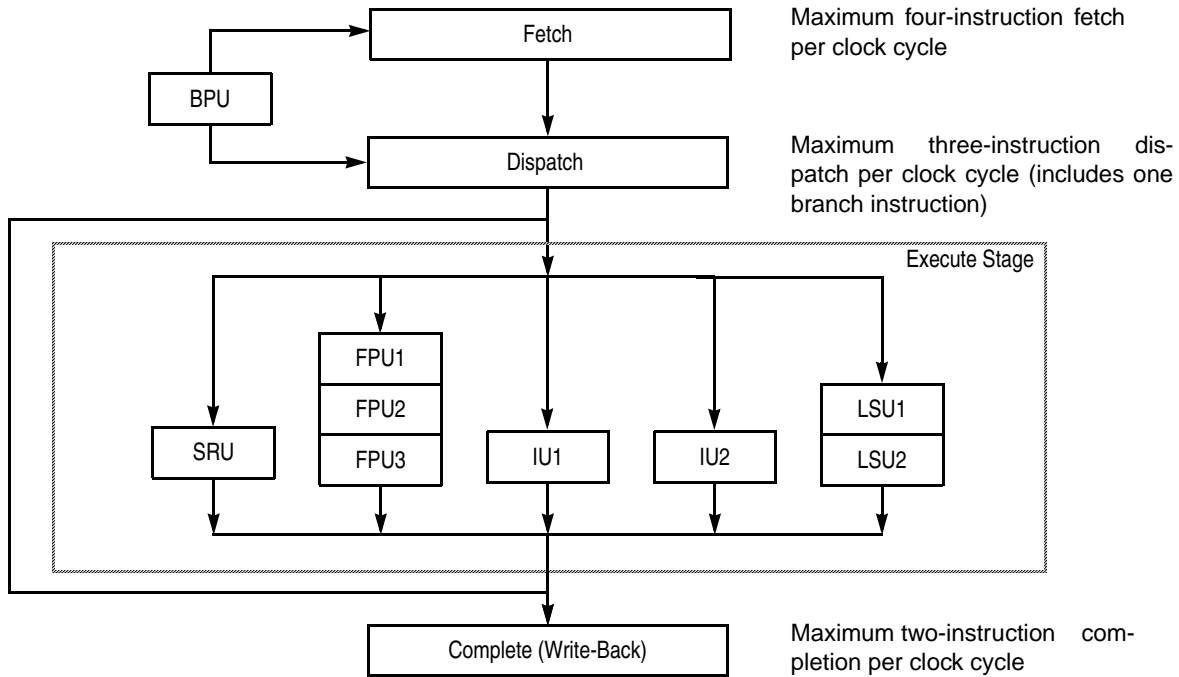 Fetch
Maximum four-instruction fetch
per clock cycle
BPU
Dispatch
Maximum three-instruction dis-
patch per clock cycle (includes one
branch instruction)
Execute Stage
FPU1
FPU2
FPU3
SRU
IU1
IU2
LSU1
LSU2
Complete (Write-Back)
Maximum two-instruction com-
pletion per clock cycle